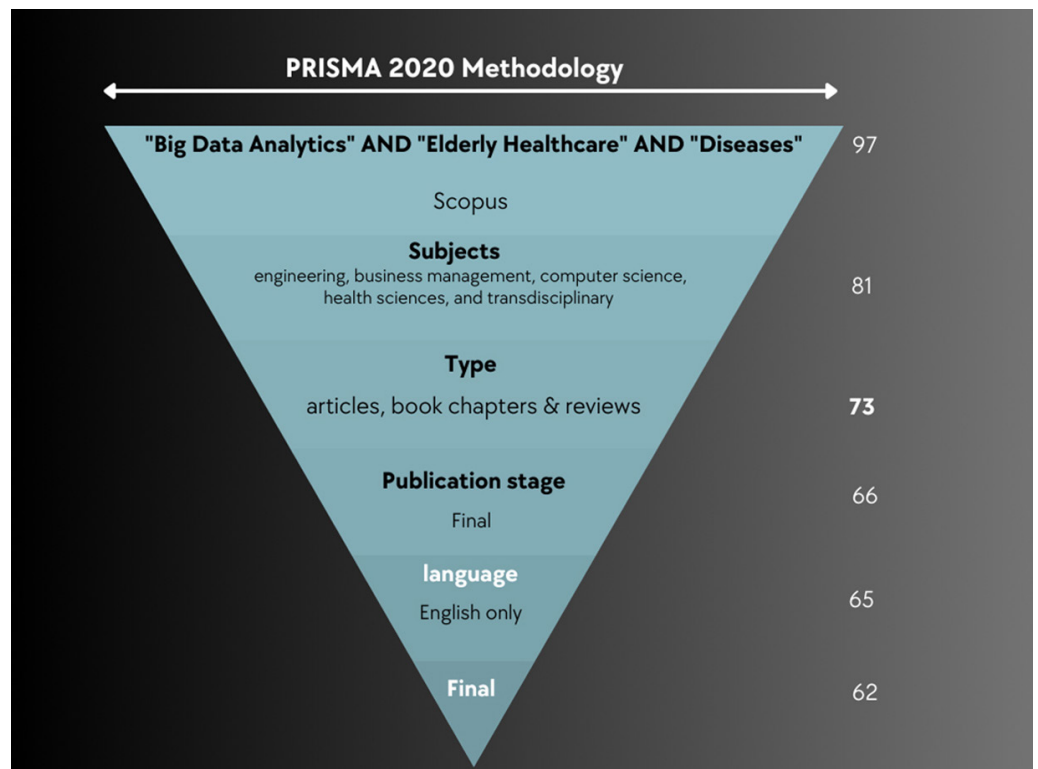 PRISMA 2020 Methodology
"Big Data Analytics" AND "Elderly Healthcare" AND "Diseases"
97
Scopus
Subjects
engineering, business management, computer science,
health sciences, and transdisciplinary
81
Type
articles, book chapters & reviews
73
Publication stage
Final
66
language
English only
65
Final
62